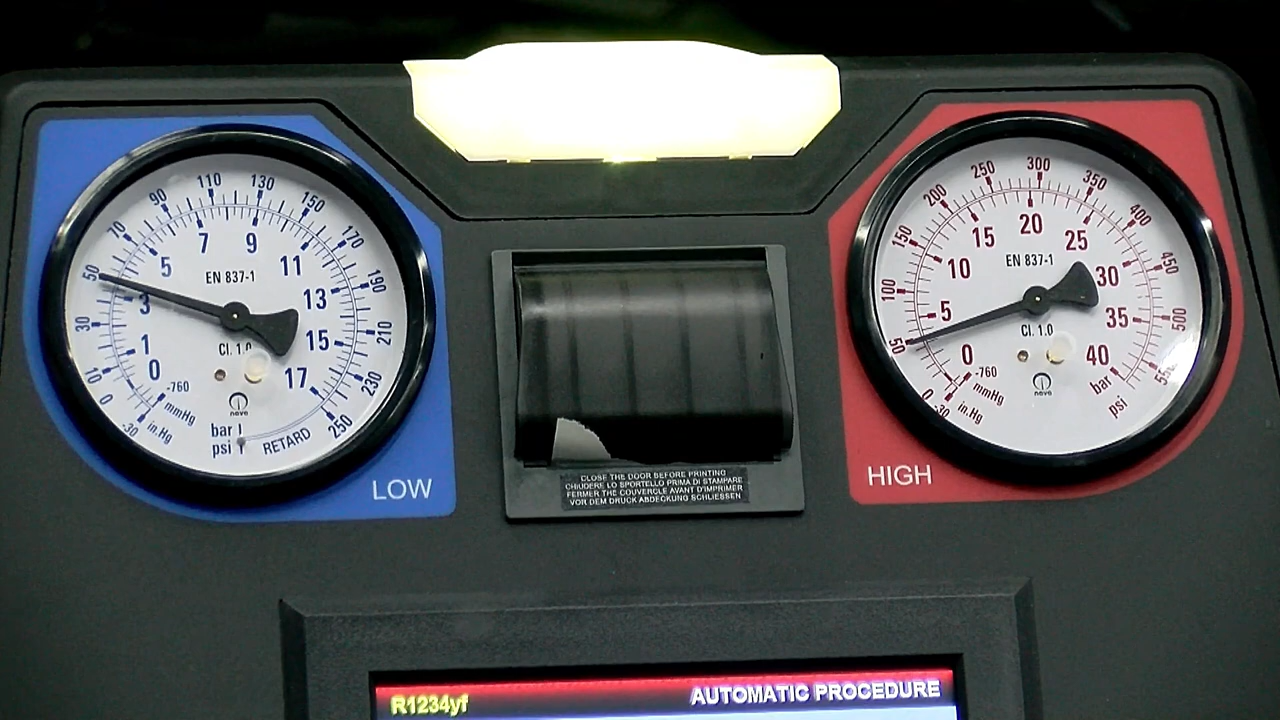 -30
0
10
30
50
70
90
110
130
150
170
190
210
230
250
0
1
3
5
7
9
11
13
15
17
EN 837-1
Cl. 1.0
-760
mmHg
in.Hg
bar
psi
RETARD
LOW
CLOSE THE DOOR BEFORE PRINTING
CHIUDERE LO SPORTELLO PRIMA DI STAMPARE
FERMER THE COUVERCLE AVANT D'IMPRIMER
VOR DEM DRUCK ABDECKUNG SCHLIESSEN
-30
0
50
100
150
200
250
300
350
400
450
500
0
5
10
15
20
25
30
35
40
EN 837-1
Cl. 1.0
-760
mmHg
in.Hg
bar
psi
HIGH
R1234yf
AUTOMATIC PROCEDURE